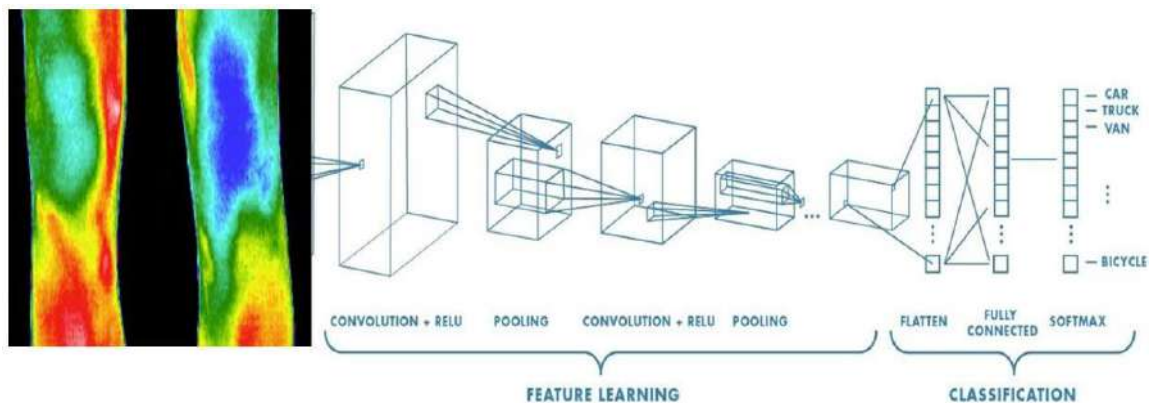 CAR
TRUCK
VAN
BICYCLE
CONVOLUTION + RELU POOLING CONVOLUTION + RELU POOLING FLATTEN FULLY CONNECTED SOFTMAX
FEATURE LEARNING CLASSIFICATION